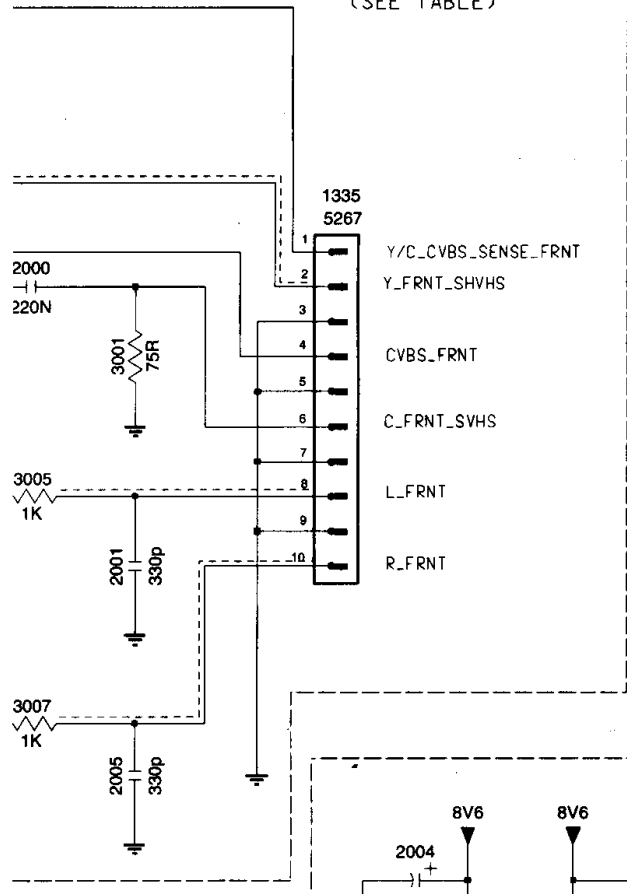 (SEE TABLE)
1335
5267
1 Y/C_CVBS_SENSE_FRNT
2000
2 Y_FRNT_SHVHS
220N
3
3001
75R
4 CVBS_FRNT
5
6 C_FRNT_SVHS
7
3005
8 L_FRNT
1K
9
2001
330p
10 R_FRNT
3007
1K
2005
330p
8V6
8V6
2004
+